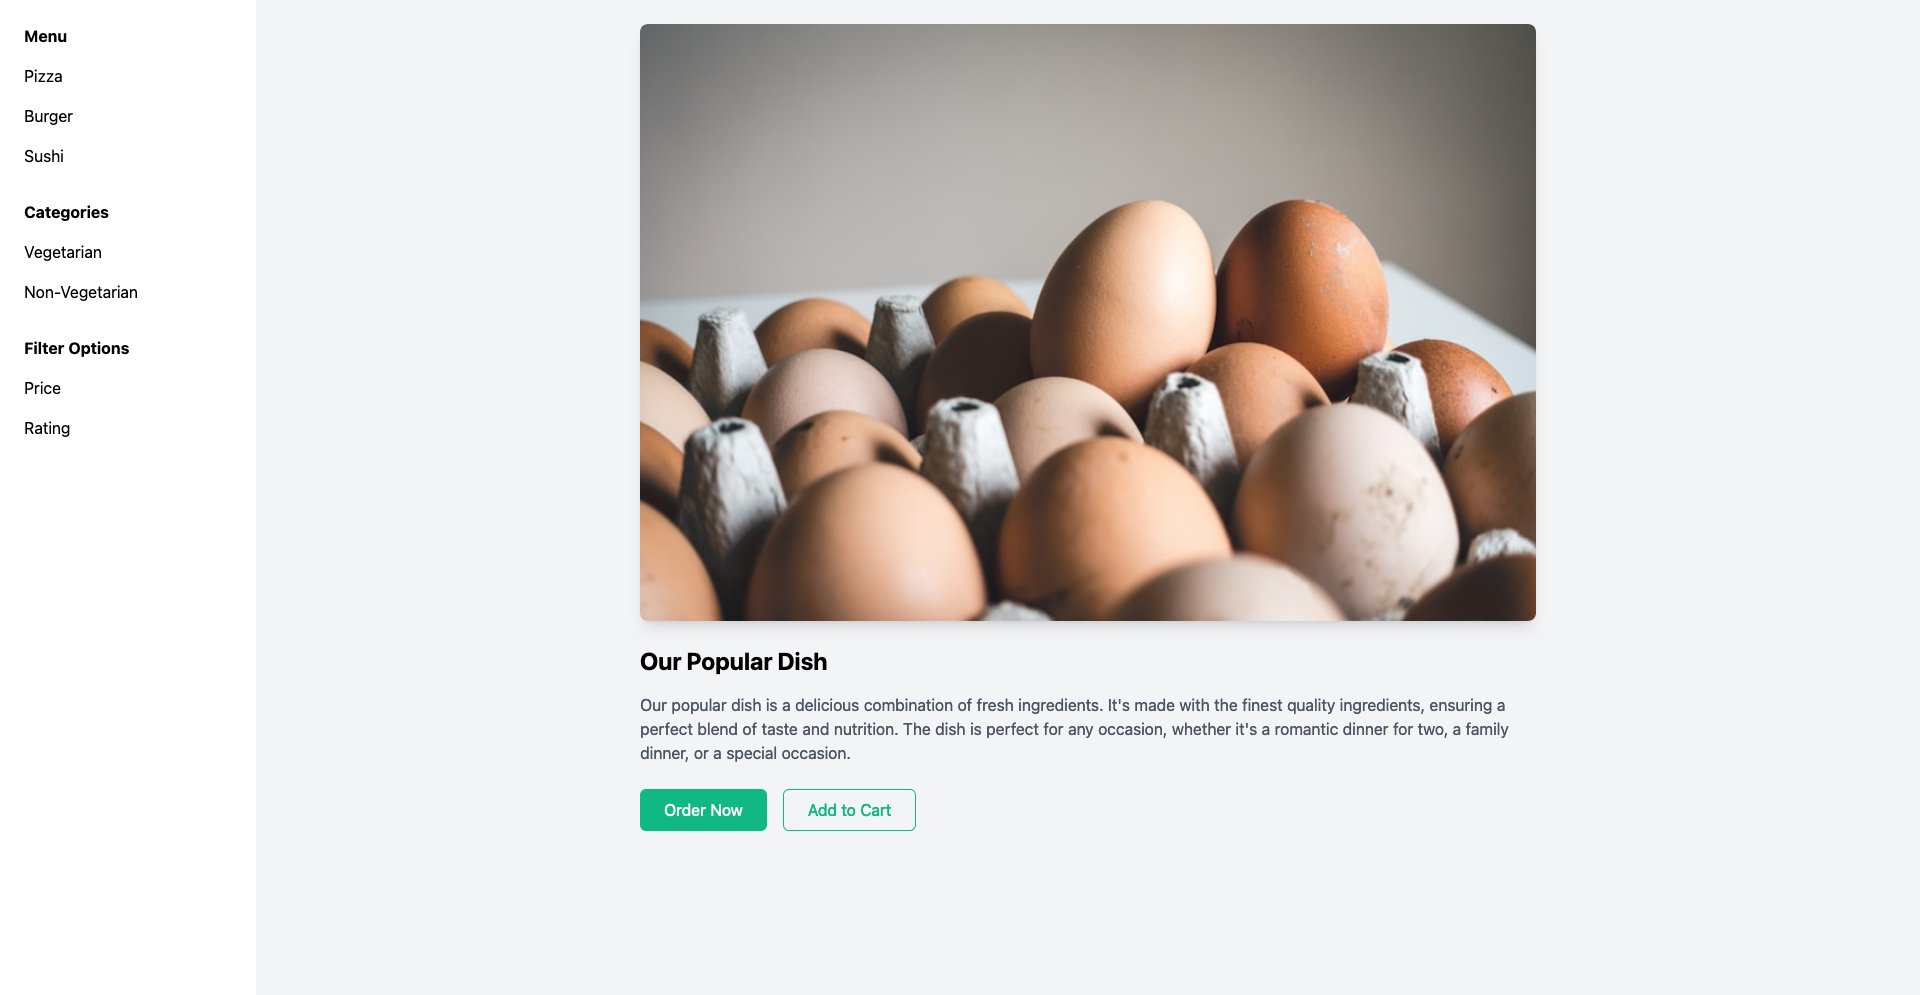 Menu
Pizza
Burger
Sushi
Categories
Vegetarian
Non-Vegetarian
Filter Options
Price
Rating
Our Popular Dish
Our popular dish is a delicious combination of fresh ingredients. It's made with the finest quality ingredients, ensuring a
perfect blend of taste and nutrition. The dish is perfect for any occasion, whether it's a romantic dinner for two, a family
dinner, or a special occasion.
Order Now
Add to Cart